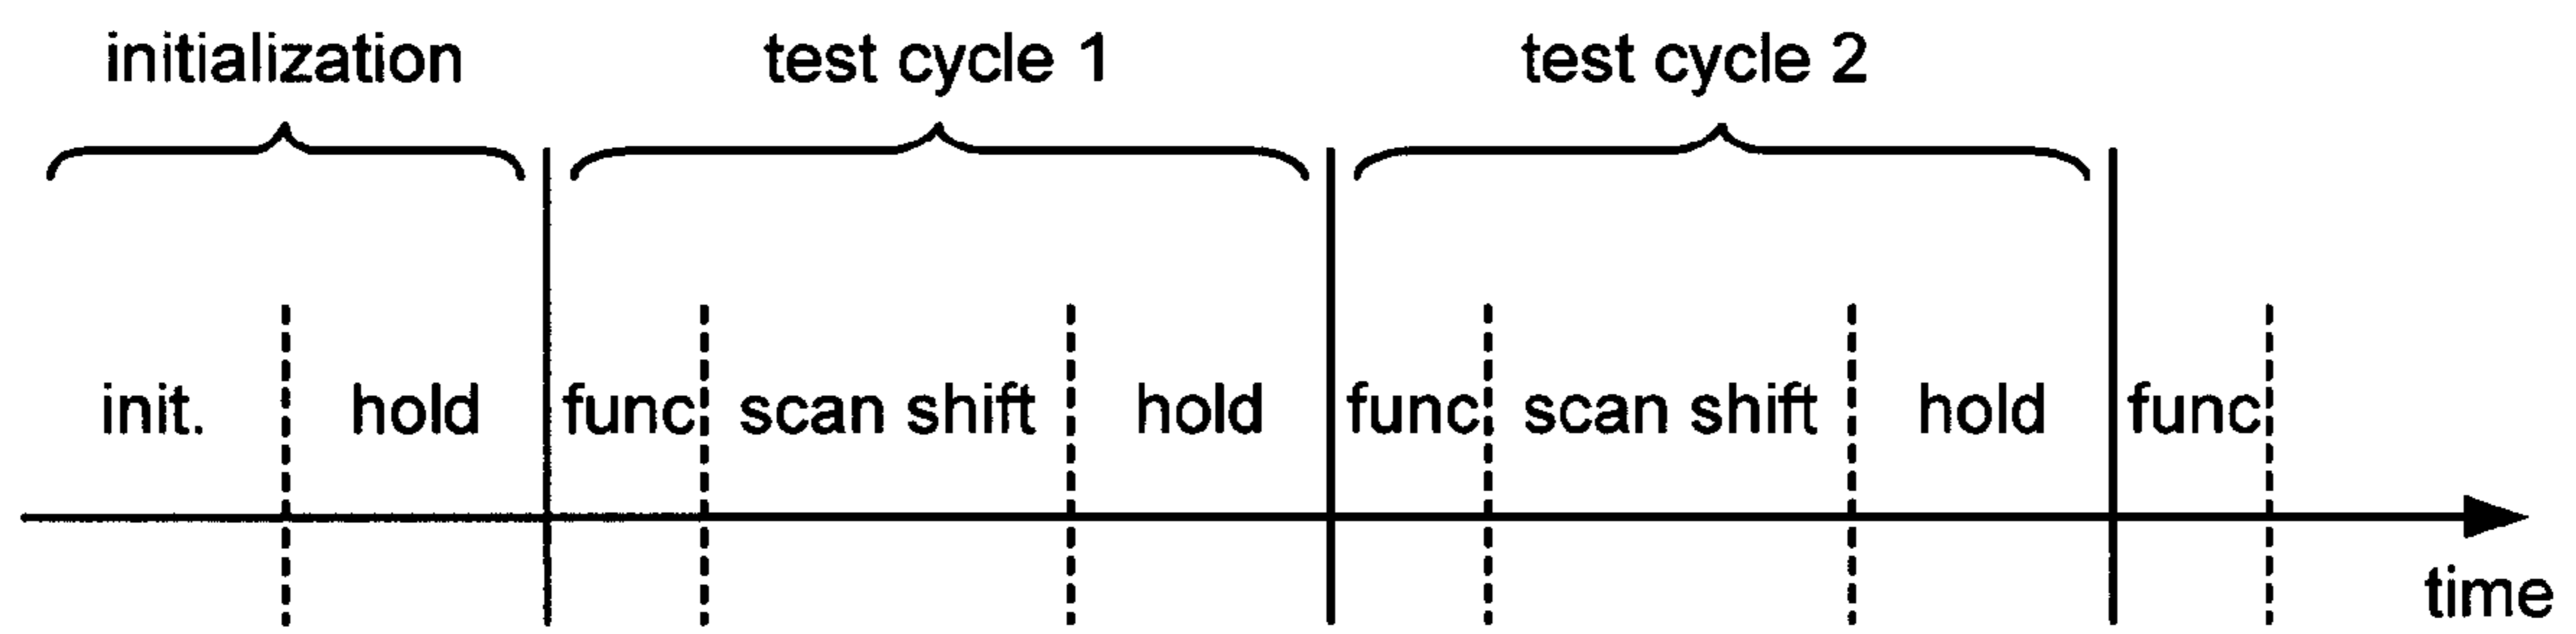 initialization test cycle 1 test cycle 2
init. hold func scan shift hold func scan shift hold func
time